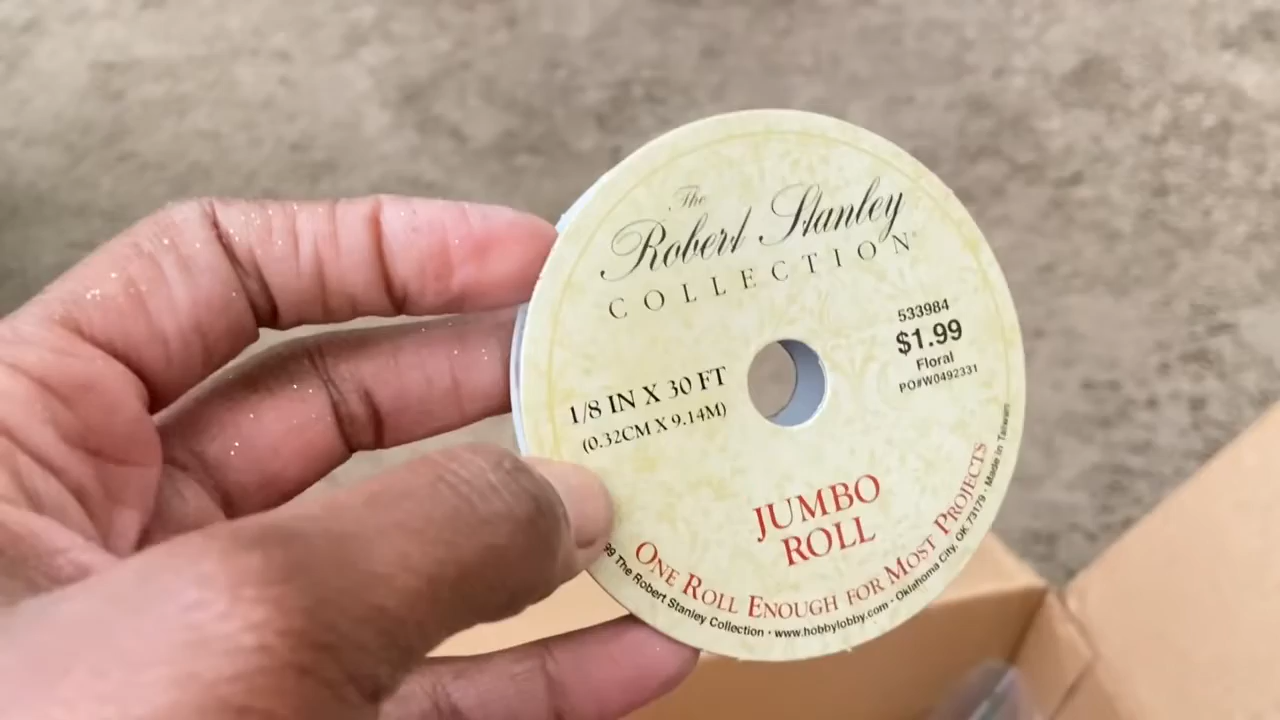 The
Robert Stanley
COLLECTION
533984
$1.99
Floral
PO#W0492331
1/8 IN X 30 FT
(0.32CM X 9.14M)
JUMBO
ROLL
ONE ROLL ENOUGH FOR MOST PROJECTS
99 The Robert Stanley Collection • www.hobbylobby.com • Oklahoma City, OK 73179 • Made in Taiwan